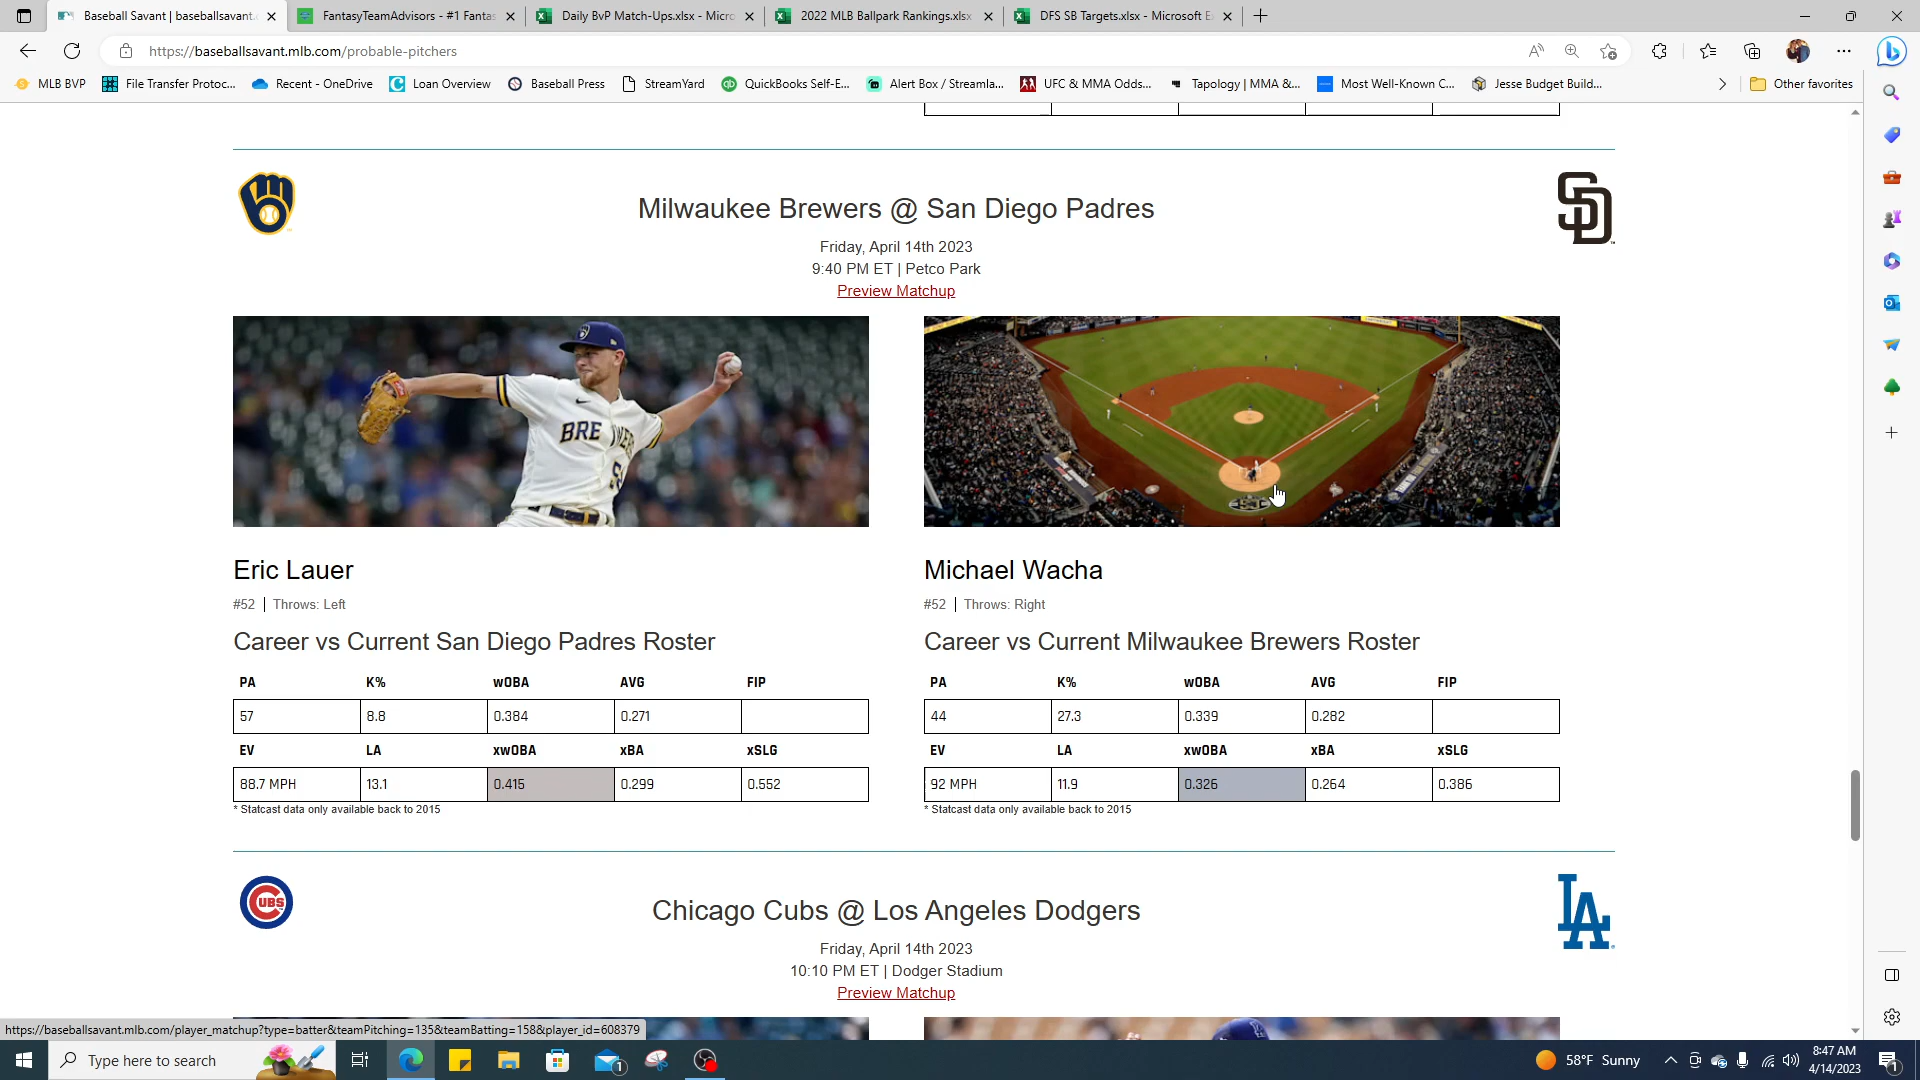 Baseball Savant | baseballsavant.
FantasyTeamAdvisors - #1 Fantas
Daily BvP Match-Ups.xlsx - Micro
2022 MLB Ballpark Rankings.xlsx
DFS SB Targets.xlsx - Microsoft E
https://baseballsavant.mlb.com/probable-pitchers
MLB BVP
File Transfer Protoc...
Recent - OneDrive
Loan Overview
Baseball Press
StreamYard
QuickBooks Self-E...
Alert Box / Streamla...
UFC & MMA Odds...
Tapology | MMA &...
Most Well-Known C...
Jesse Budget Build...
Other favorites
Milwaukee Brewers @ San Diego Padres
SD
Friday, April 14th 2023
9:40 PM ET | Petco Park
Preview Matchup
Eric Lauer
#52 | Throws: Left
Career vs Current San Diego Padres Roster
PA K% wOBA AVG FIP
57 8.8 0.384 0.271
EV LA xwOBA xBA xSLG
88.7 MPH 13.1 0.415 0.299 0.552
* Statcast data only available back to 2015
Michael Wacha
#52 | Throws: Right
Career vs Current Milwaukee Brewers Roster
PA K% wOBA AVG FIP
44 27.3 0.339 0.282
EV LA xwOBA xBA xSLG
92 MPH 11.9 0.326 0.264 0.386
* Statcast data only available back to 2015
CUBS
Chicago Cubs @ Los Angeles Dodgers
LA
Friday, April 14th 2023
10:10 PM ET | Dodger Stadium
Preview Matchup
https://baseballsavant.mlb.com/player_matchup?type=batter&teamPitching=135&teamBatting=158&player_id=608379
Type here to search
1
58°F Sunny
8:47 AM
4/14/2023
1